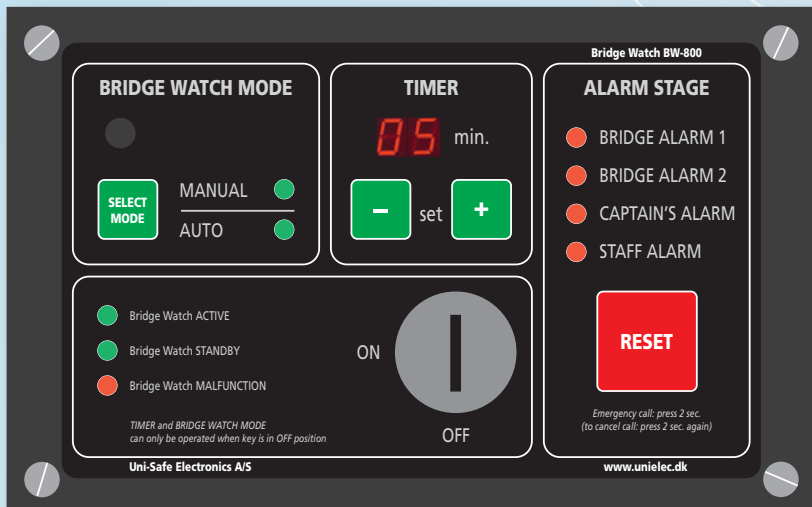 Bridge Watch BW-800
BRIDGE WATCH MODE
SELECT
MODE
MANUAL
AUTO
TIMER
05 min.
– set +
ALARM STAGE
BRIDGE ALARM 1
BRIDGE ALARM 2
CAPTAIN'S ALARM
STAFF ALARM
RESET
Emergency call: press 2 sec.
(to cancel call: press 2 sec. again)
Bridge Watch ACTIVE
Bridge Watch STANDBY
Bridge Watch MALFUNCTION
TIMER and BRIDGE WATCH MODE
can only be operated when key is in OFF position
ON
OFF
Uni-Safe Electronics A/S
www.unielec.dk